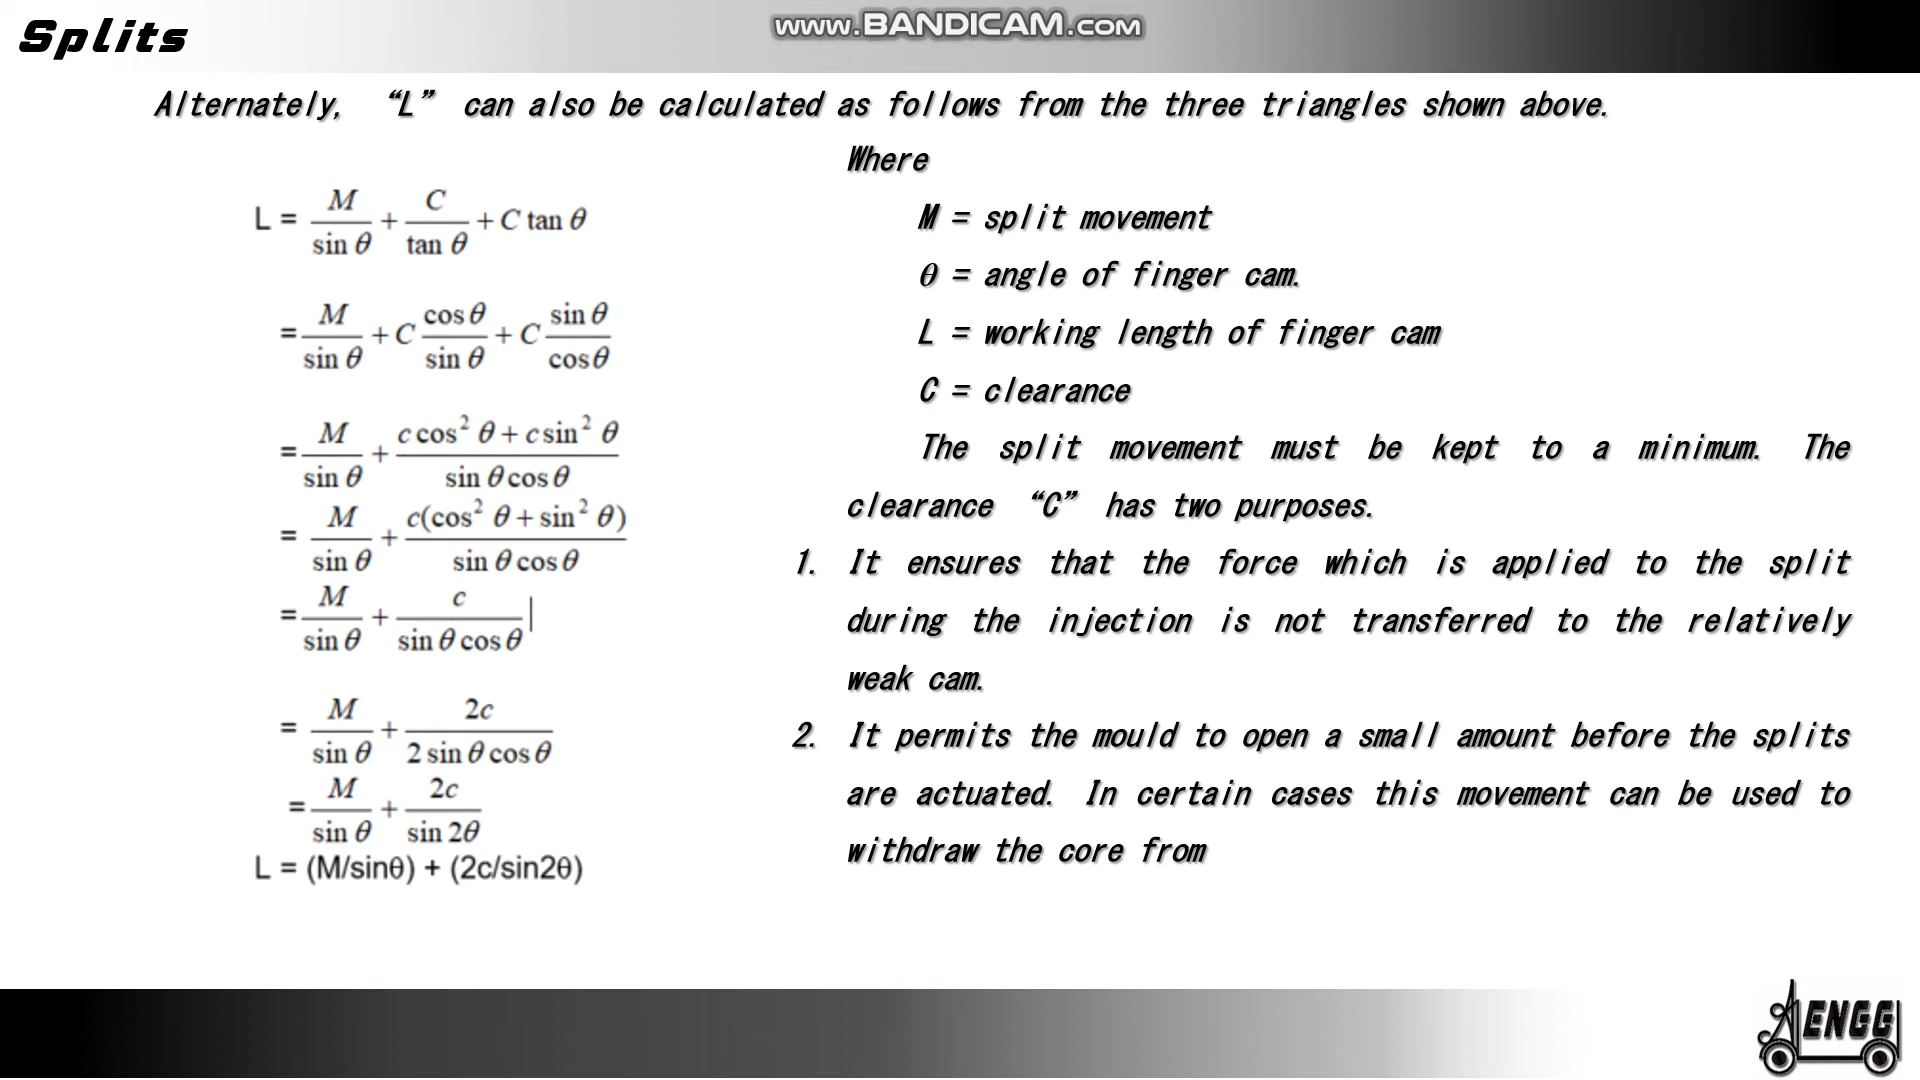 Splits
www.BANDICAM.com
Alternately, “L” can also be calculated as follows from the three triangles shown above.
L = M/sin θ + C/tan θ + C tan θ
= M/sin θ + C cos θ/sin θ + C sin θ/cos θ
= M/sin θ + (c cos² θ + c sin² θ)/(sin θ cos θ)
= M/sin θ + c(cos² θ + sin² θ)/(sin θ cos θ)
= M/sin θ + c/(sin θ cos θ)
= M/sin θ + 2c/(2 sin θ cos θ)
= M/sin θ + 2c/sin 2θ
L = (M/sinθ) + (2c/sin2θ)
Where
M = split movement
θ = angle of finger cam.
L = working length of finger cam
C = clearance
The split movement must be kept to a minimum. The
clearance “C” has two purposes.
1. It ensures that the force which is applied to the split
during the injection is not transferred to the relatively
weak cam.
2. It permits the mould to open a small amount before the splits
are actuated. In certain cases this movement can be used to
withdraw the core from
ENGG